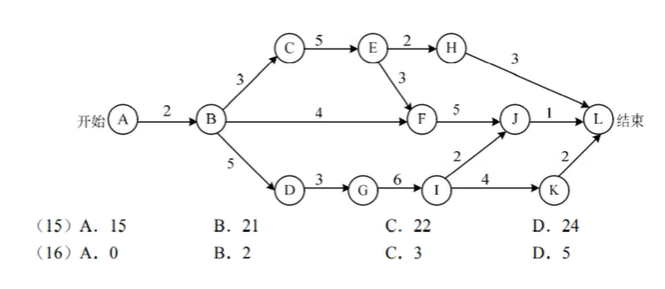 C 5 E 2 H
3 3 3
开始 A 2 B 4 F 5 J 1 L 结束
5 2 2
D 3 G 6 I 4 K
(15) A. 15 B. 21 C. 22 D. 24
(16) A. 0 B. 2 C. 3 D. 5